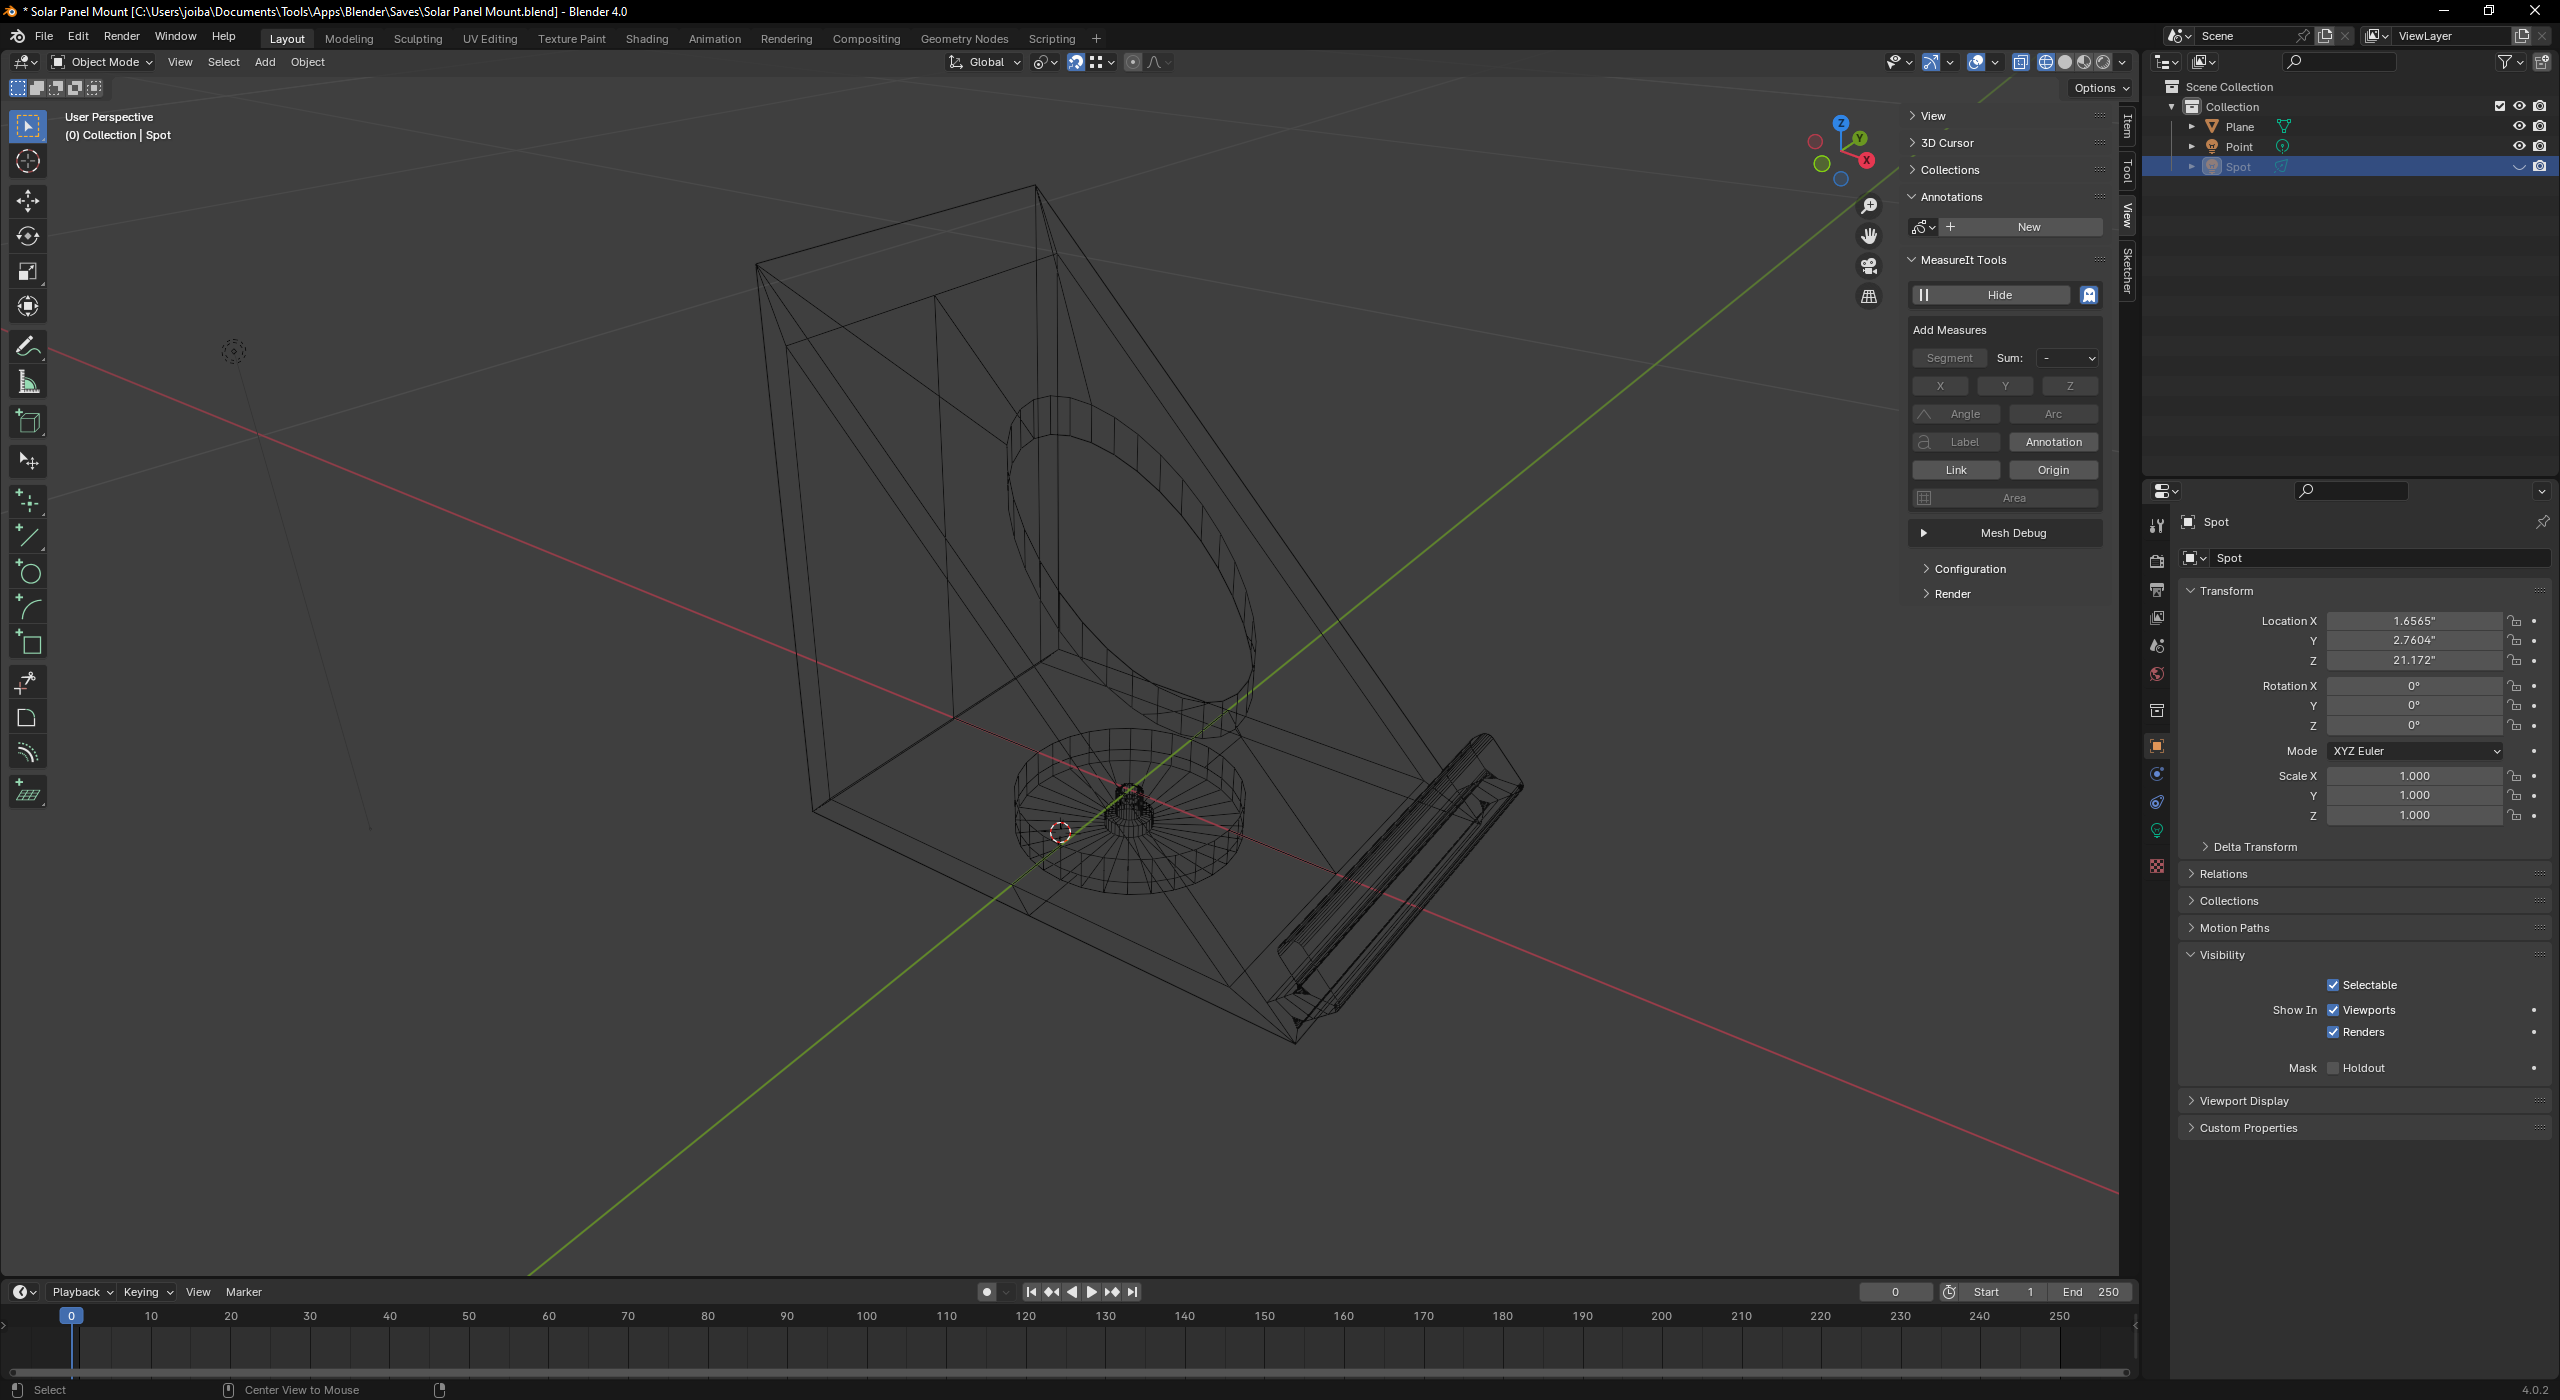 * Solar Panel Mount [C:\Users\joiba\Documents\Tools\Apps\Blender\Saves\Solar Panel Mount.blend] - Blender 4.0
File Edit Render Window Help Layout Modeling Sculpting UV Editing Texture Paint Shading Animation Rendering Compositing Geometry Nodes Scripting + Scene ViewLayer
Object Mode View Select Add Object Global
Options
User Perspective
(0) Collection | Spot
Z
Y
X
View
3D Cursor
Collections
Annotations
New
MeasureIt Tools
Hide
Add Measures
Segment Sum: -
X Y Z
Angle Arc
a Label Annotation
Link Origin
Area
Mesh Debug
Configuration
Render
Item
Tool
View
Sketcher
Scene Collection
Collection
Plane
Point
Spot
Spot
Spot
Transform
Location X 1.6565"
Y 2.7604"
Z 21.172"
Rotation X 0°
Y 0°
Z 0°
Mode XYZ Euler
Scale X 1.000
Y 1.000
Z 1.000
Delta Transform
Relations
Collections
Motion Paths
Visibility
Selectable
Show In Viewports
Renders
Mask Holdout
Viewport Display
Custom Properties
Playback Keying View Marker 0 Start 1 End 250
0 10 20 30 40 50 60 70 80 90 100 110 120 130 140 150 160 170 180 190 200 210 220 230 240 250
Select Center View to Mouse 4.0.2